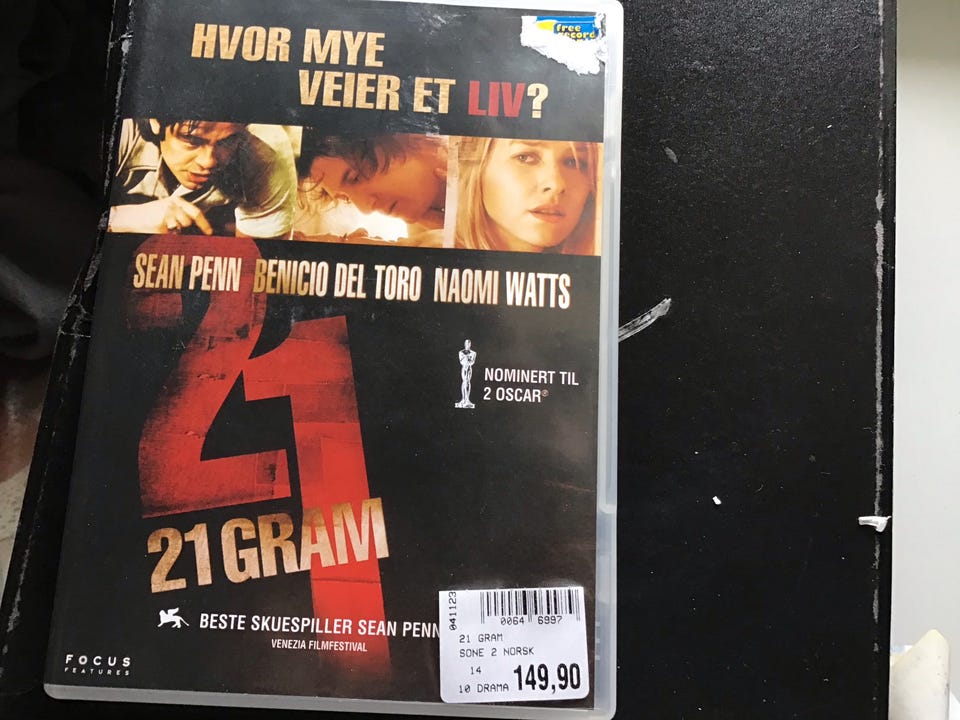 free
record
HVOR MYE
VEIER ET LIV?
SEAN PENN BENICIO DEL TORO NAOMI WATTS
21
NOMINERT TIL
2 OSCAR®
21 GRAM
BESTE SKUESPILLER SEAN PENN
VENEZIA FILMFESTIVAL
FOCUS
FEATURES
041123
0064 6997
21 GRAM
SONE 2 NORSK
14
10 DRAMA 149,90